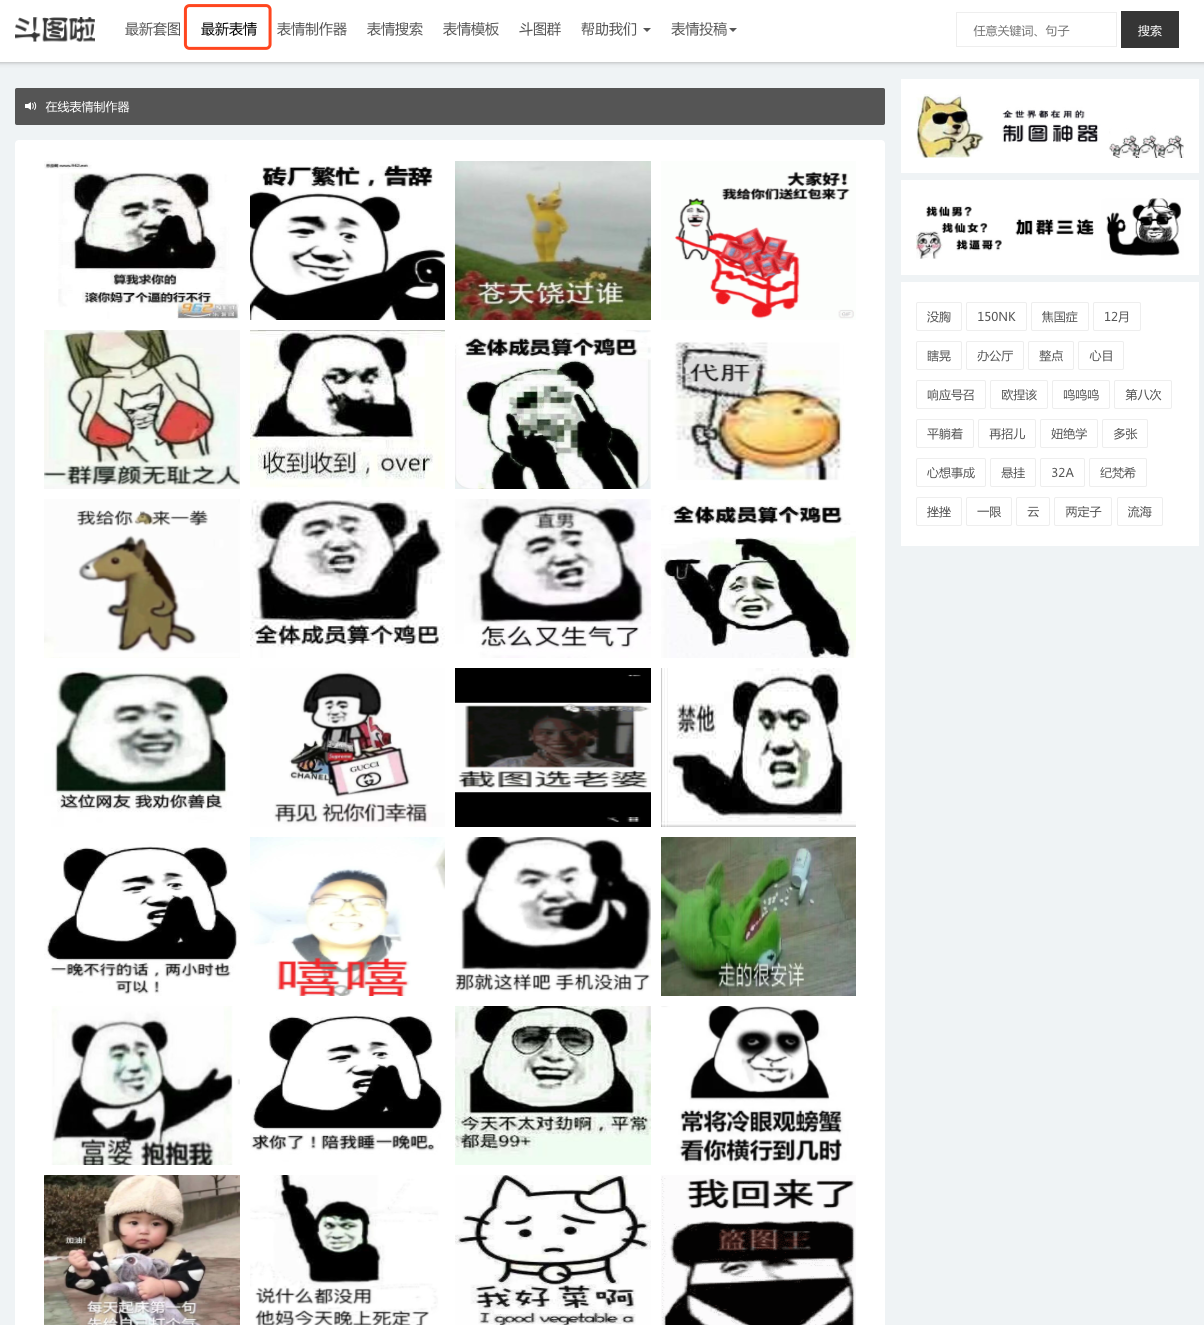 斗图啦
最新套图 最新表情 表情制作器 表情搜索 表情模板 斗图群 帮助我们 表情投稿
任意关键词、句子 搜索
在线表情制作器
算我求你的
滚你妈了个逼的行不行
砖厂繁忙，告辞
苍天饶过谁
大家好！
我给你们送红包来了
一群厚颜无耻之人
收到收到，over
全体成员算个鸡巴
代肝
我给你 来一拳
全体成员算个鸡巴
直男
怎么又生气了
全体成员算个鸡巴
这位网友 我劝你善良
CHANEL
Supreme
GUCCI
再见 祝你们幸福
截图选老婆
禁他
一晚不行的话，两小时也
可以！
嘻嘻
那就这样吧 手机没油了
走的很安详
富婆 抱抱我
求你了！陪我睡一晚吧。
今天不太对劲啊，平常
都是99+
常将冷眼观螃蟹
看你横行到几时
加油！
每天起床第一句
先给自己打个气
说什么都没用
他妈今天晚上死定了
我好菜啊
I good vegetable a
我回来了
盗图王
全世界都在用的
制图神器
找仙男？
找仙女？
找逼哥？
加群三连
没胸 150NK 焦国症 12月
瞎晃 办公厅 整点 心目
响应号召 欧捏该 鸣鸣鸣 第八次
平躺着 再招儿 妞绝学 多张
心想事成 悬挂 32A 纪梵希
挫挫 一限 云 两定子 流海